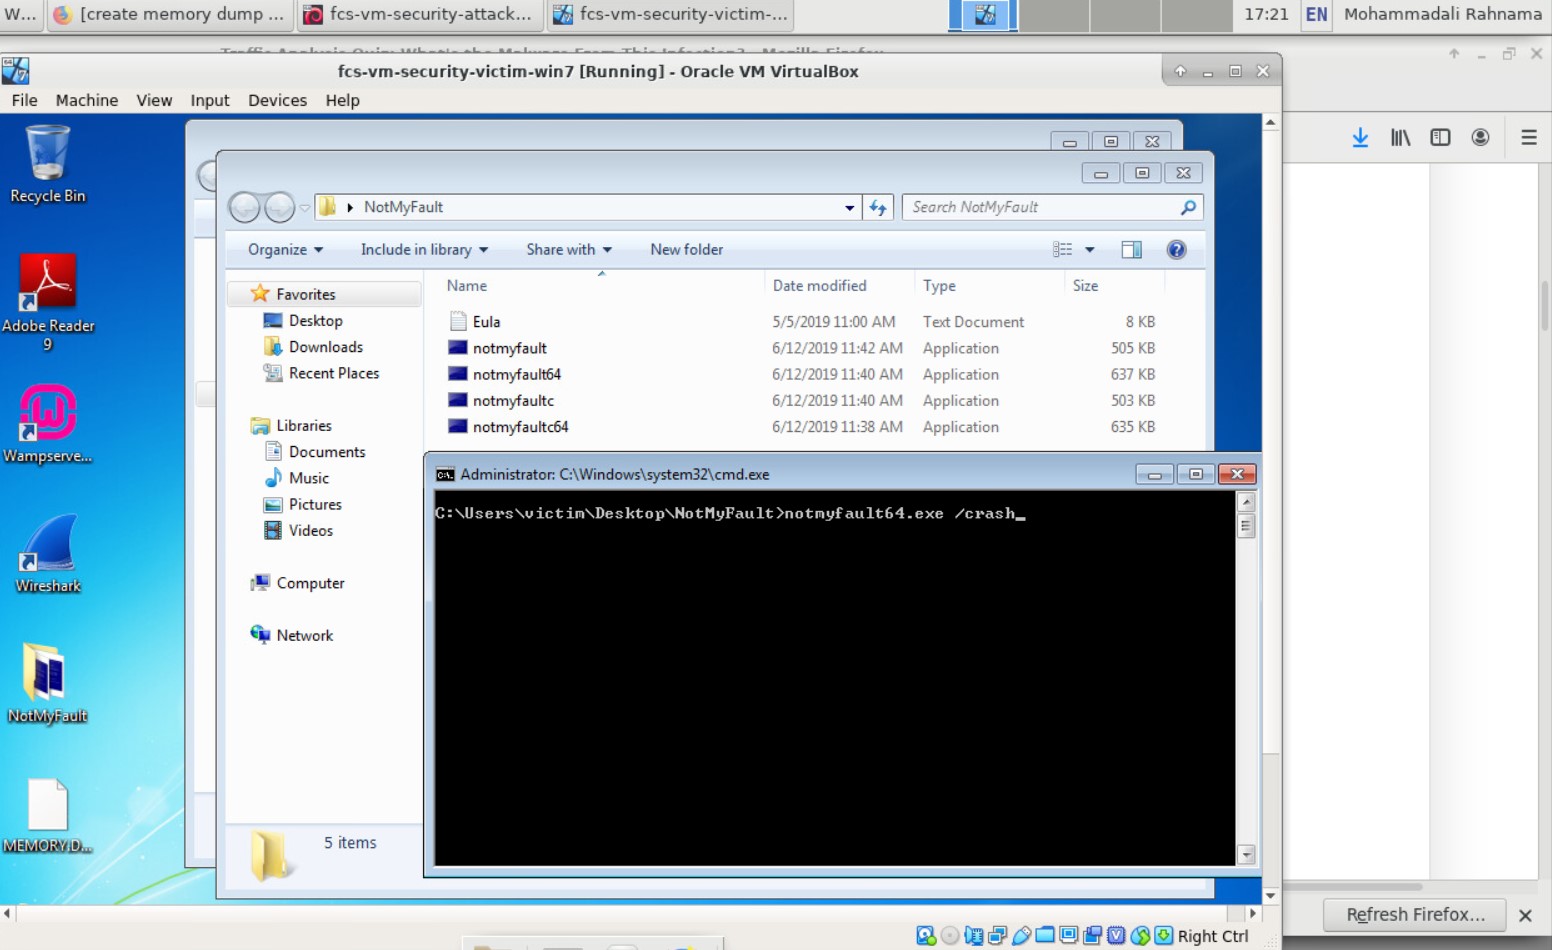 W...
[create memory dump ...
fcs-vm-security-attack...
fcs-vm-security-victim-...
17:21
EN
Mohammadali Rahnama
fcs-vm-security-victim-win7 [Running] - Oracle VM VirtualBox
File Machine View Input Devices Help
Recycle Bin
Adobe Reader
9
Wampserve...
Wireshark
NotMyFault
MEMORY.D...
NotMyFault
Search NotMyFault
Organize Include in library Share with New folder
Favorites
Desktop
Downloads
Recent Places
Libraries
Documents
Music
Pictures
Videos
Computer
Network
Name Date modified Type Size
Eula 5/5/2019 11:00 AM Text Document 8 KB
notmyfault 6/12/2019 11:42 AM Application 505 KB
notmyfault64 6/12/2019 11:40 AM Application 637 KB
notmyfaultc 6/12/2019 11:40 AM Application 503 KB
notmyfaultc64 6/12/2019 11:38 AM Application 635 KB
Administrator: C:\Windows\system32\cmd.exe
C:\Users\victim\Desktop\NotMyFault>notmyfault64.exe /crash_
5 items
Refresh Firefox...
Right Ctrl